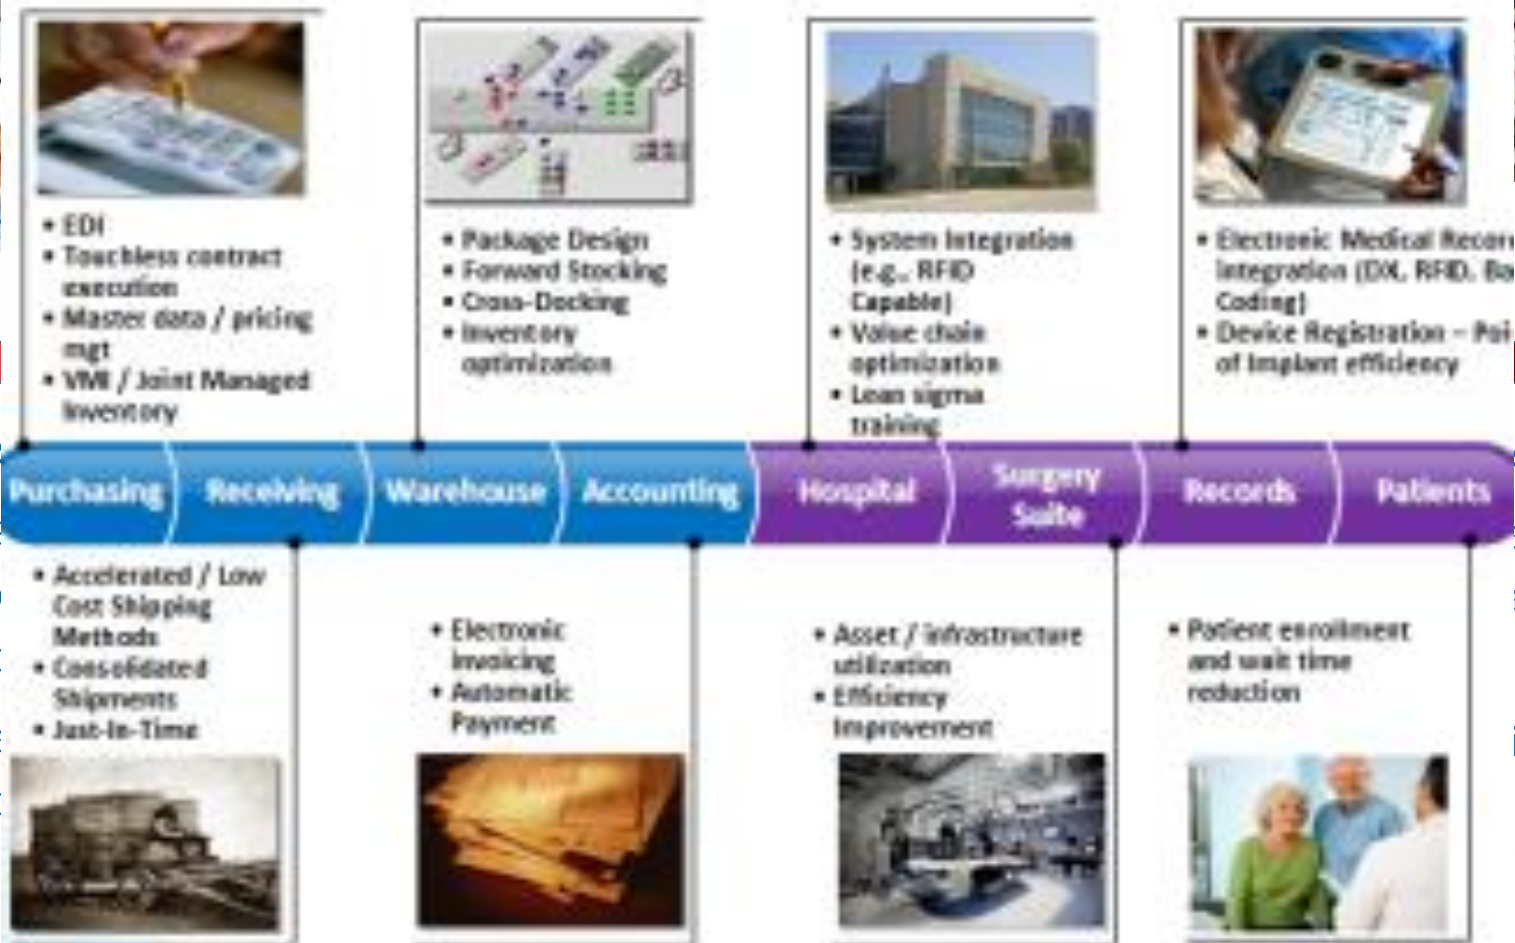 • EDI
• Touchless contract
execution
• Master data / pricing
mgt
• VMI / Joint Managed
Inventory
• Package Design
• Forward Stocking
• Cross-Docking
• Inventory
optimization
• System Integration
(e.g., RFID
Capable)
• Value chain
optimization
• Lean sigma
training
• Electronic Medical Recor
integration (DX, RFID, Ba
Coding)
• Device Registration – Poi
of Implant efficiency
Purchasing
Receiving
Warehouse
Accounting
Hospital
Surgery
Suite
Records
Patients
• Accelerated / Low
Cost Shipping
Methods
• Consolidated
Shipments
• Just-In-Time
• Electronic
invoicing
• Automatic
Payment
• Asset / infrastructure
utilization
• Efficiency
Improvement
• Patient enrollment
and wait time
reduction